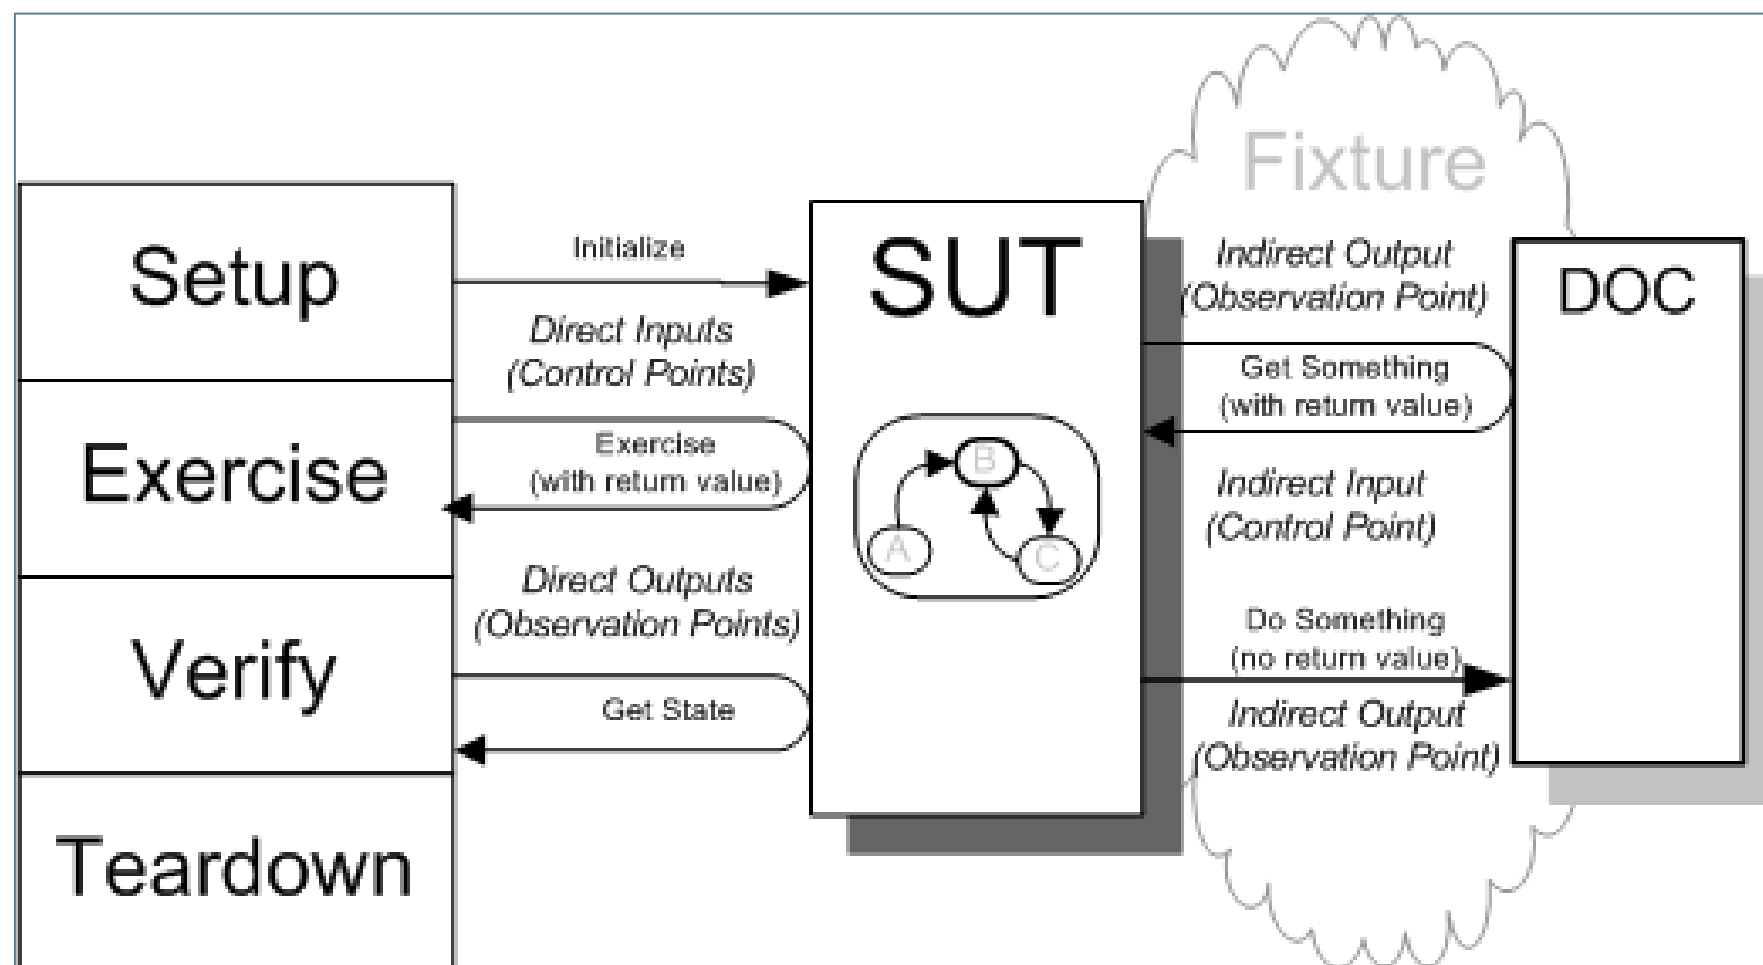 Fixture
Setup
Initialize
Direct Inputs
(Control Points)
Exercise
Exercise
(with return value)
Direct Outputs
(Observation Points)
Verify
Get State
Teardown
SUT
B
A
C
Indirect Output
(Observation Point)
Get Something
(with return value)
Indirect Input
(Control Point)
Do Something
(no return value)
Indirect Output
(Observation Point)
DOC